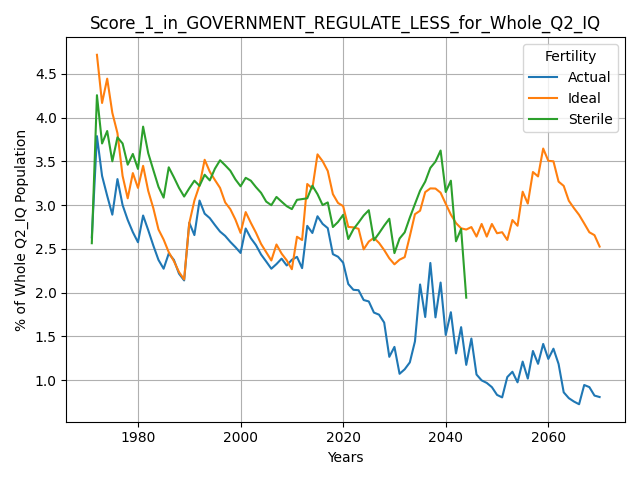 Score_1_in_GOVERNMENT_REGULATE_LESS_for_Whole_Q2_IQ
Fertility
Actual
Ideal
Sterile
% of Whole Q2_IQ Population
4.5
4.0
3.5
3.0
2.5
2.0
1.5
1.0
1980
2000
2020
2040
2060
Years